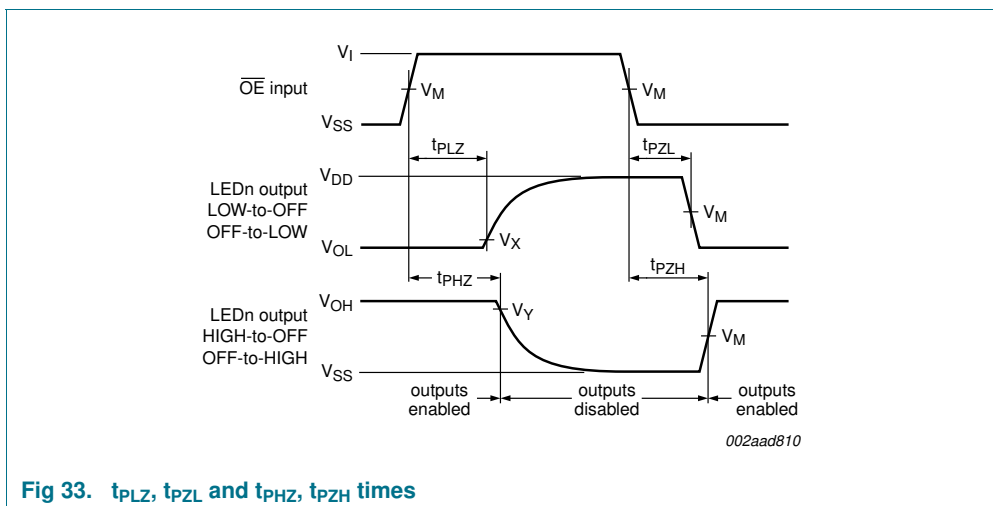 VI
OE input
VM
VM
VSS
tPLZ
tPZL
VDD
LEDn output
LOW-to-OFF
OFF-to-LOW
VM
VX
VOL
tPHZ
tPZH
VOH
LEDn output
HIGH-to-OFF
OFF-to-HIGH
VY
VM
VSS
outputs
enabled
outputs
disabled
outputs
enabled
002aad810
Fig 33. tPLZ, tPZL and tPHZ, tPZH times